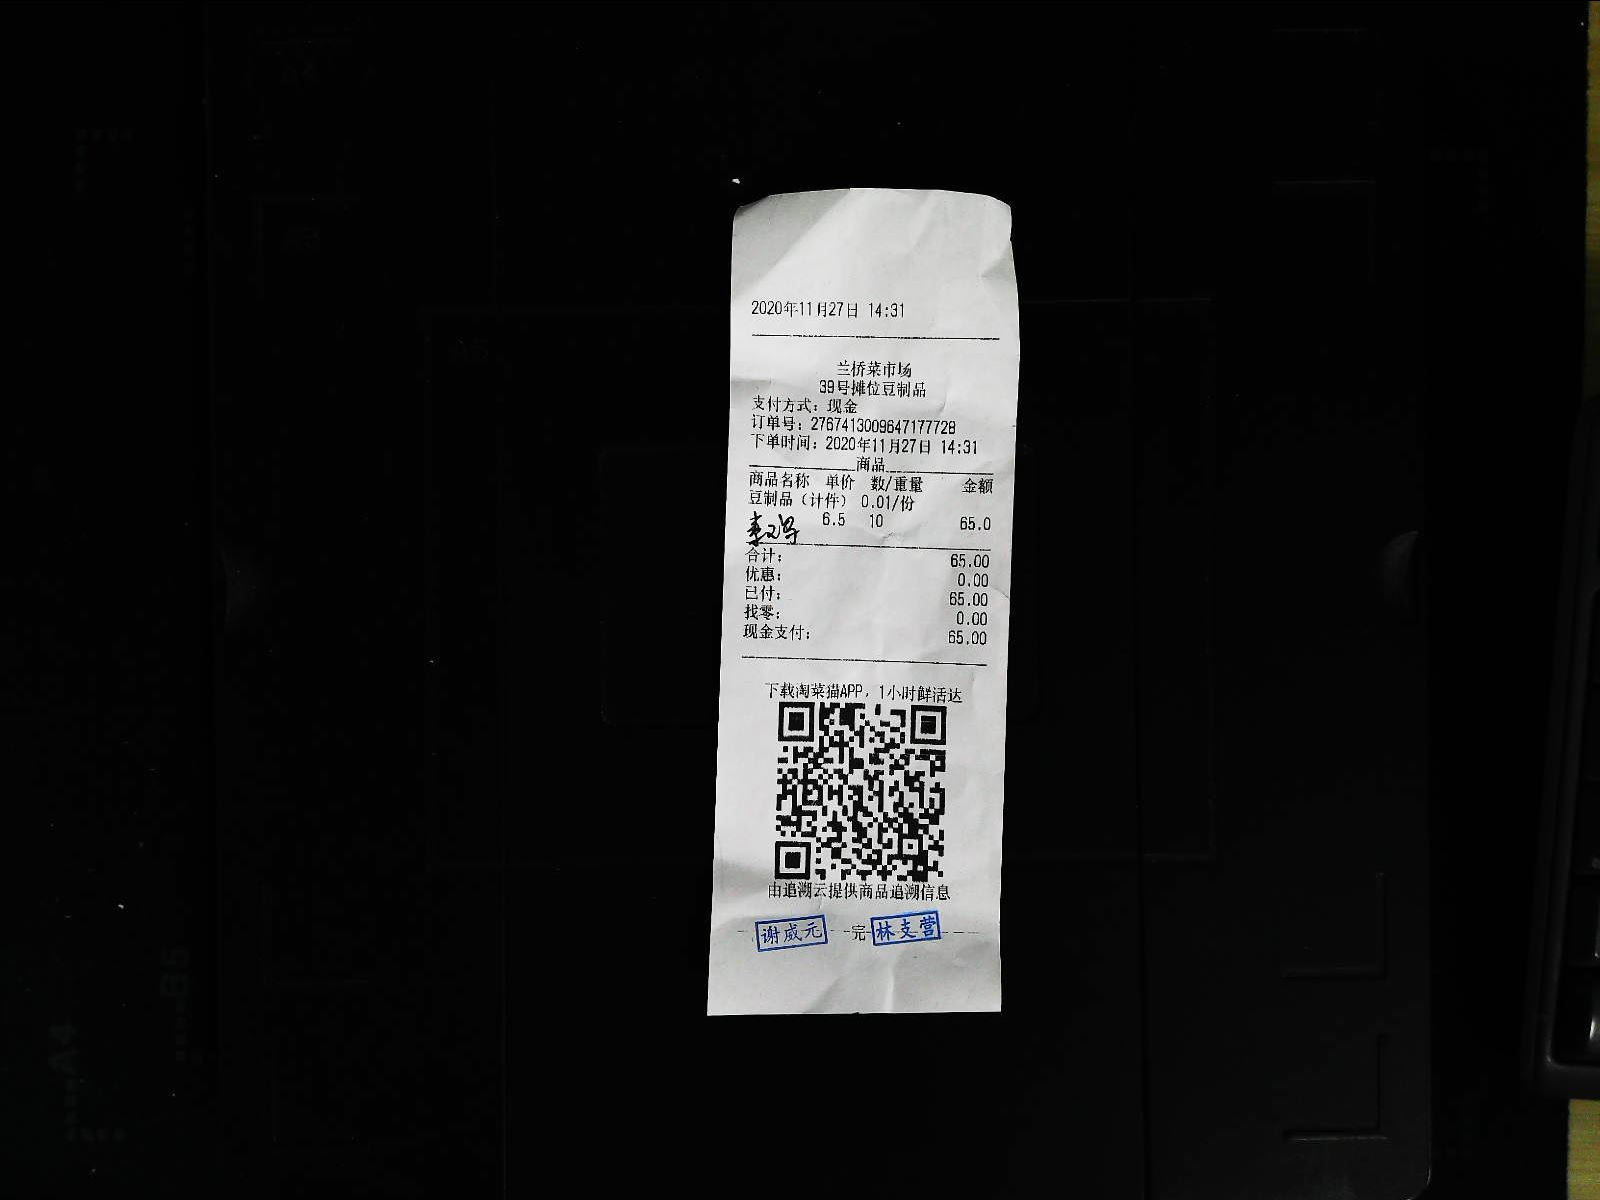 2020年11月27日 14:31
兰桥菜市场
39号摊位豆制品
支付方式：现金
订单号：2767413009647177728
下单时间：2020年11月27日 14:31
商品
商品名称 单价 数/重量 金额
豆制品（计件） 0.01/份
6.5 10 65.0
合计： 65.00
优惠： 0.00
已付： 65.00
找零： 0.00
现金支付： 65.00
下载淘菜猫APP，1小时鲜活达
由追溯云提供商品追溯信息
谢威元 完 林支营
A4
B5